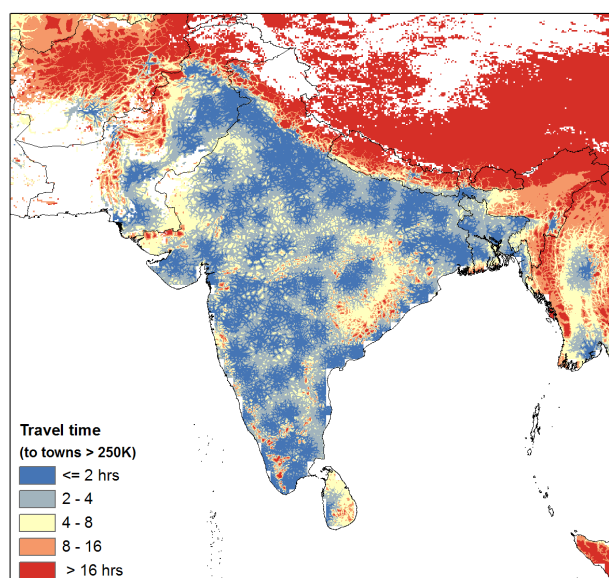 Travel time
(to towns > 250K)
<= 2 hrs
2 - 4
4 - 8
8 - 16
> 16 hrs